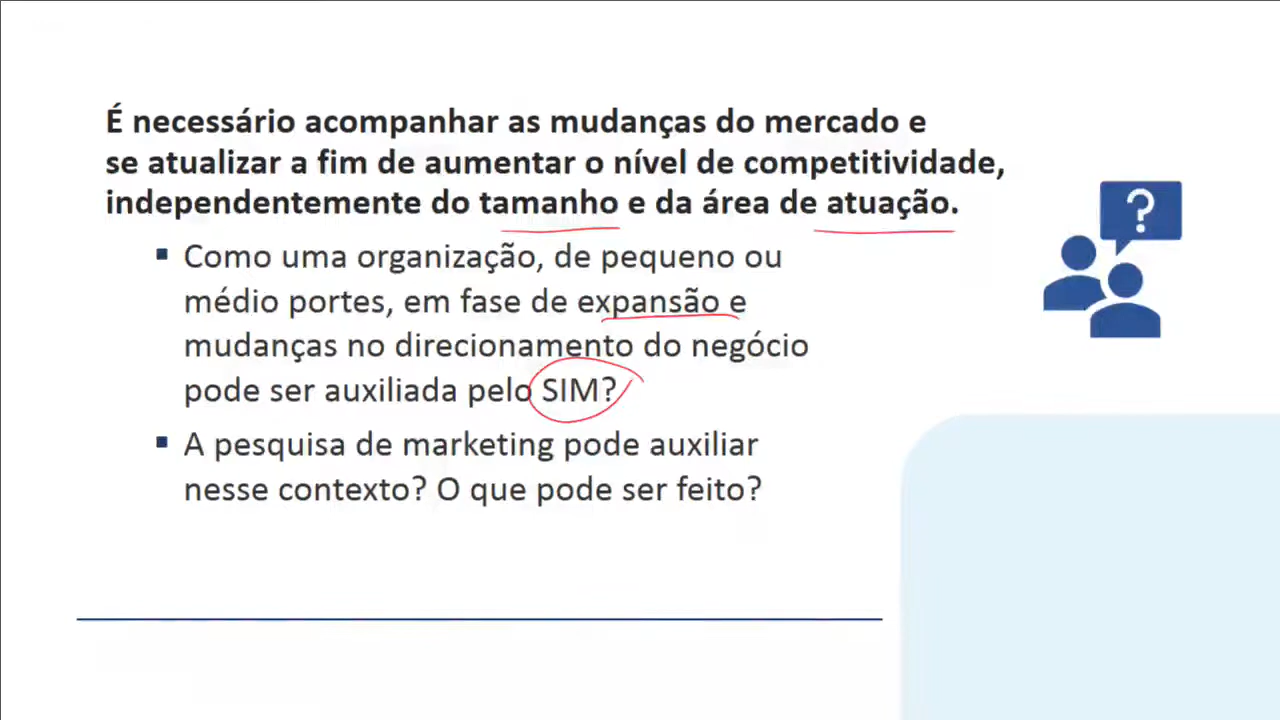 É necessário acompanhar as mudanças do mercado e
se atualizar a fim de aumentar o nível de competitividade,
independentemente do tamanho e da área de atuação.
?
▪ Como uma organização, de pequeno ou
médio portes, em fase de expansão e
mudanças no direcionamento do negócio
pode ser auxiliada pelo SIM?
▪ A pesquisa de marketing pode auxiliar
nesse contexto? O que pode ser feito?